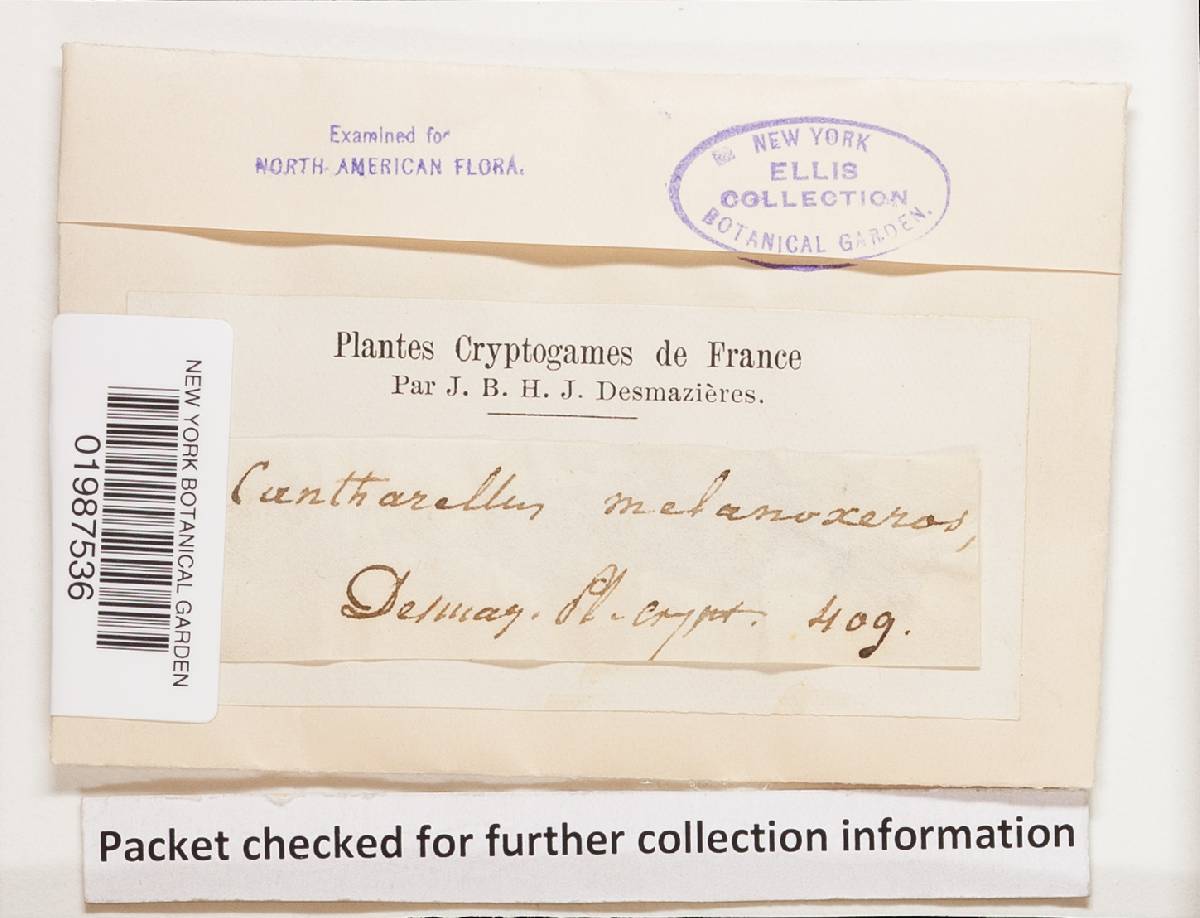 Examined for
NORTH AMERICAN FLORA.
NEW YORK
ELLIS
COLLECTION
BOTANICAL GARDEN.
Plantes Cryptogames de France
Par J. B. H. J. Desmazières.
Cantharellus melanoxeros,
Desmaz. Pl. crypt. 409.
NEW YORK BOTANICAL GARDEN
01987536
Packet checked for further collection information